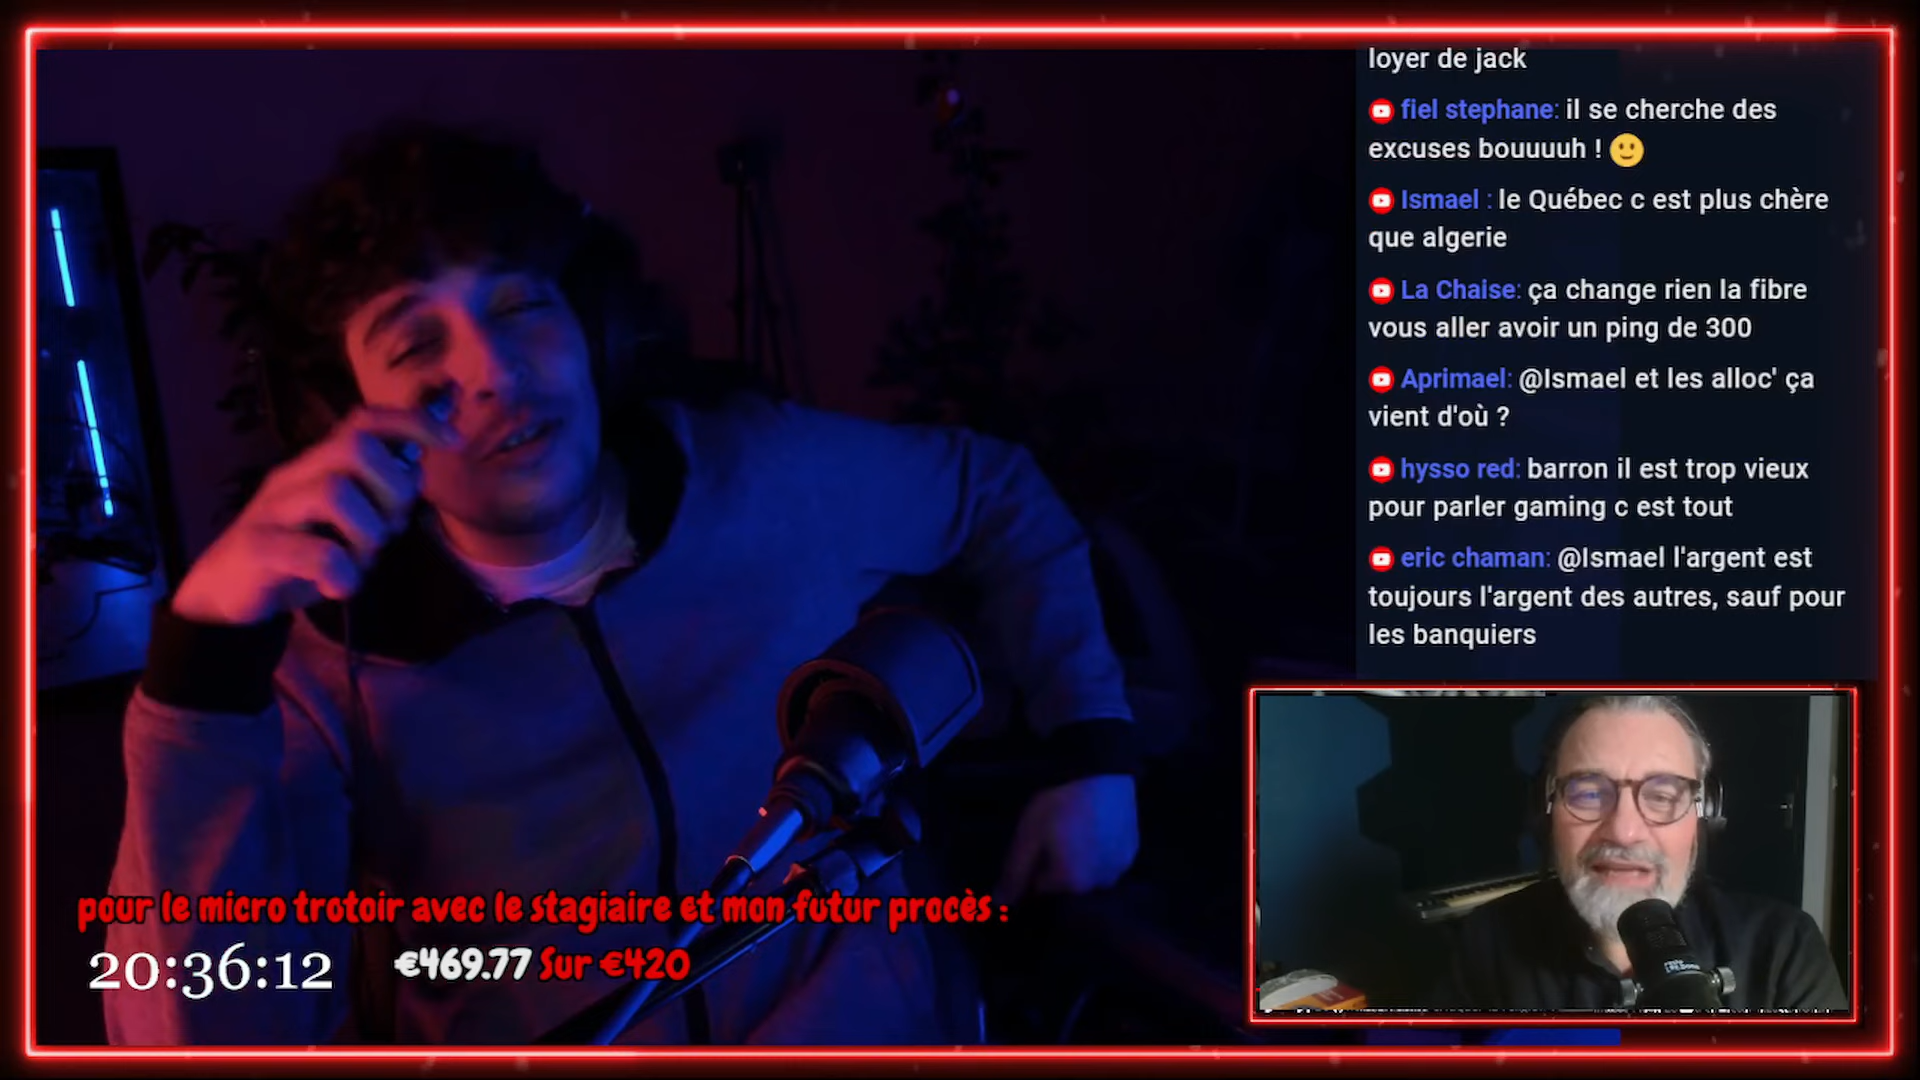 loyer de jack
fiel stephane: il se cherche des
excuses bouuuuh ! 🙂
Ismael : le Québec c est plus chère
que algerie
La Chaise: ça change rien la fibre
vous aller avoir un ping de 300
Aprimael: @Ismael et les alloc' ça
vient d'où ?
hysso red: barron il est trop vieux
pour parler gaming c est tout
eric chaman: @Ismael l'argent est
toujours l'argent des autres, sauf pour
les banquiers
pour le micro trotoir avec le stagiaire et mon futur procès :
20:36:12
€469.77 Sur €420